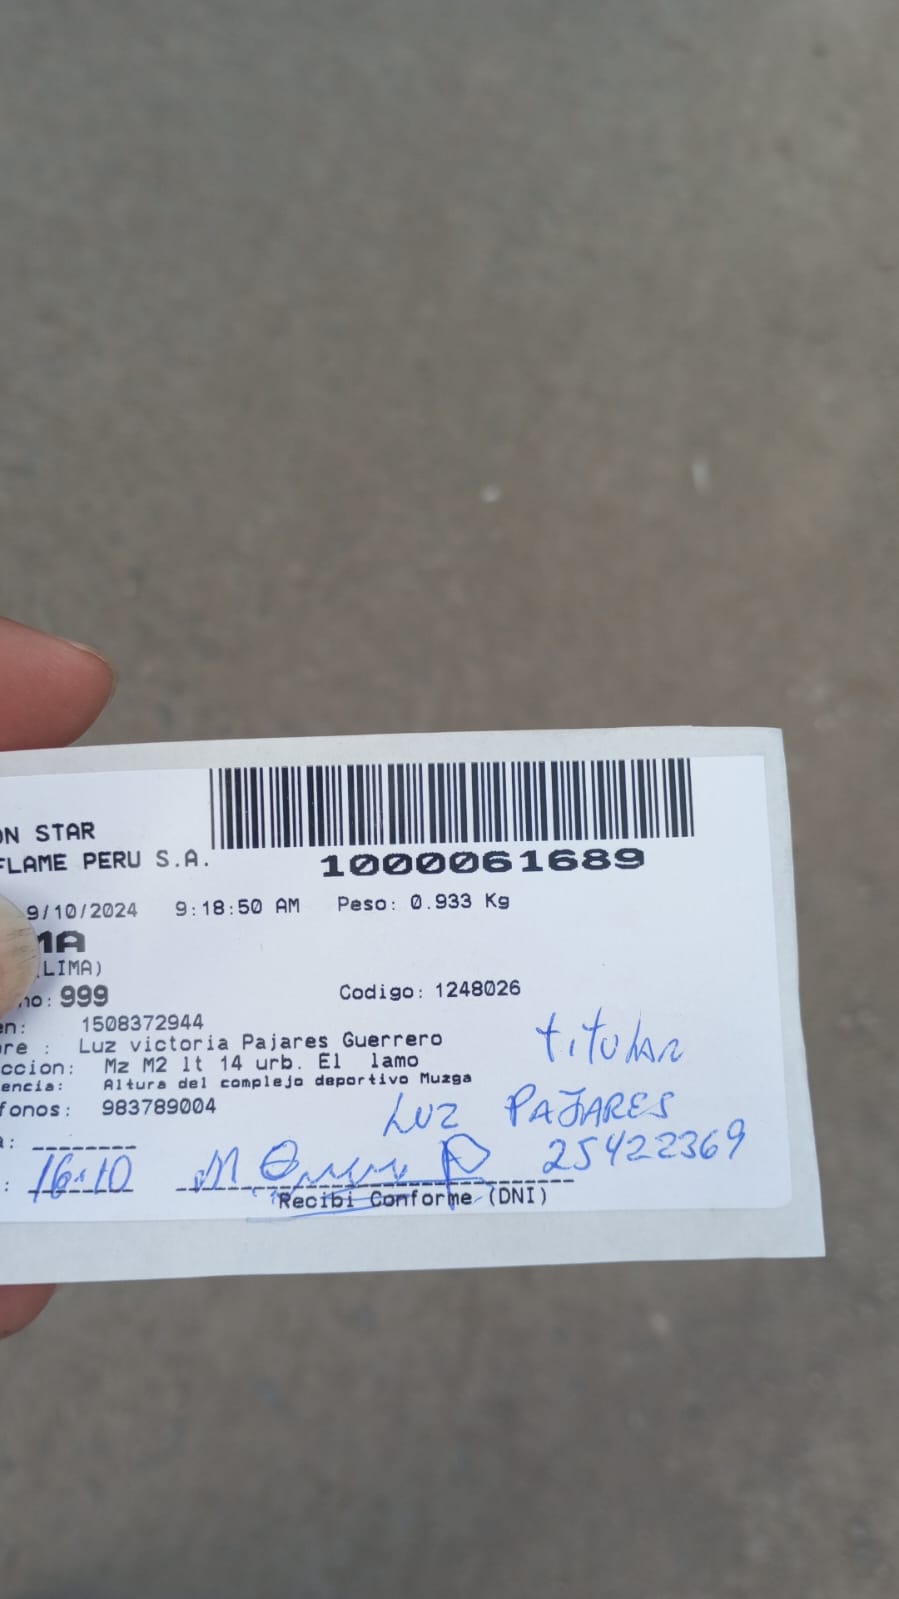 ON STAR
FLAME PERU S.A.
1000061689
9/10/2024 9:18:50 AM Peso: 0.933 Kg
MA
(LIMA)
no: 999 Codigo: 1248026
en: 1508372944
re : Luz victoria Pajares Guerrero
ccion: Mz M2 lt 14 urb. El lamo
encia: Altura del complejo deportivo Muzga
fonos: 983789004
titular
LUZ PAJARES
a:
: 16:10 25422369
Recibi Conforme (DNI)